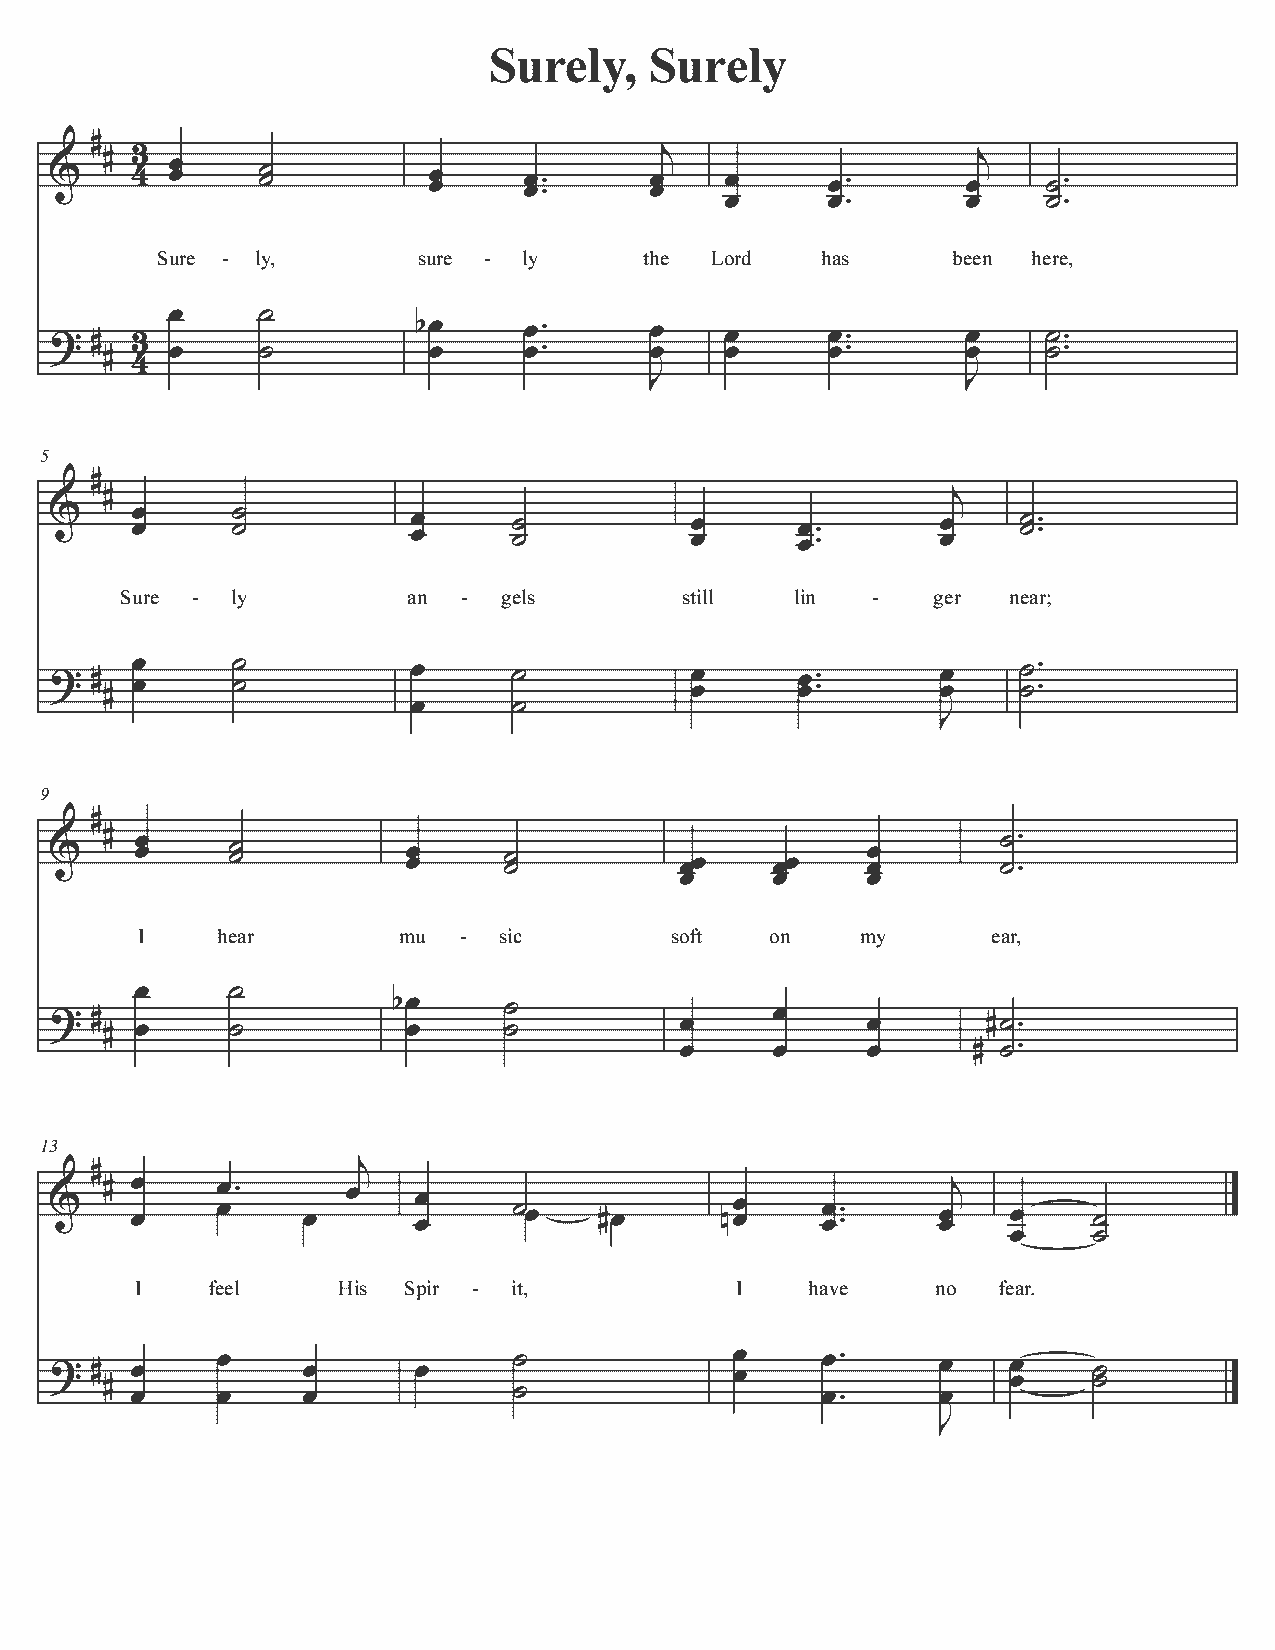 Surely, Surely
3
4
Sure - ly, sure - ly the Lord has been here,
3
4
5
Sure - ly an - gels still lin - ger near;
9
I hear mu - sic soft on my ear,
13
I feel His Spir - it, I have no fear.